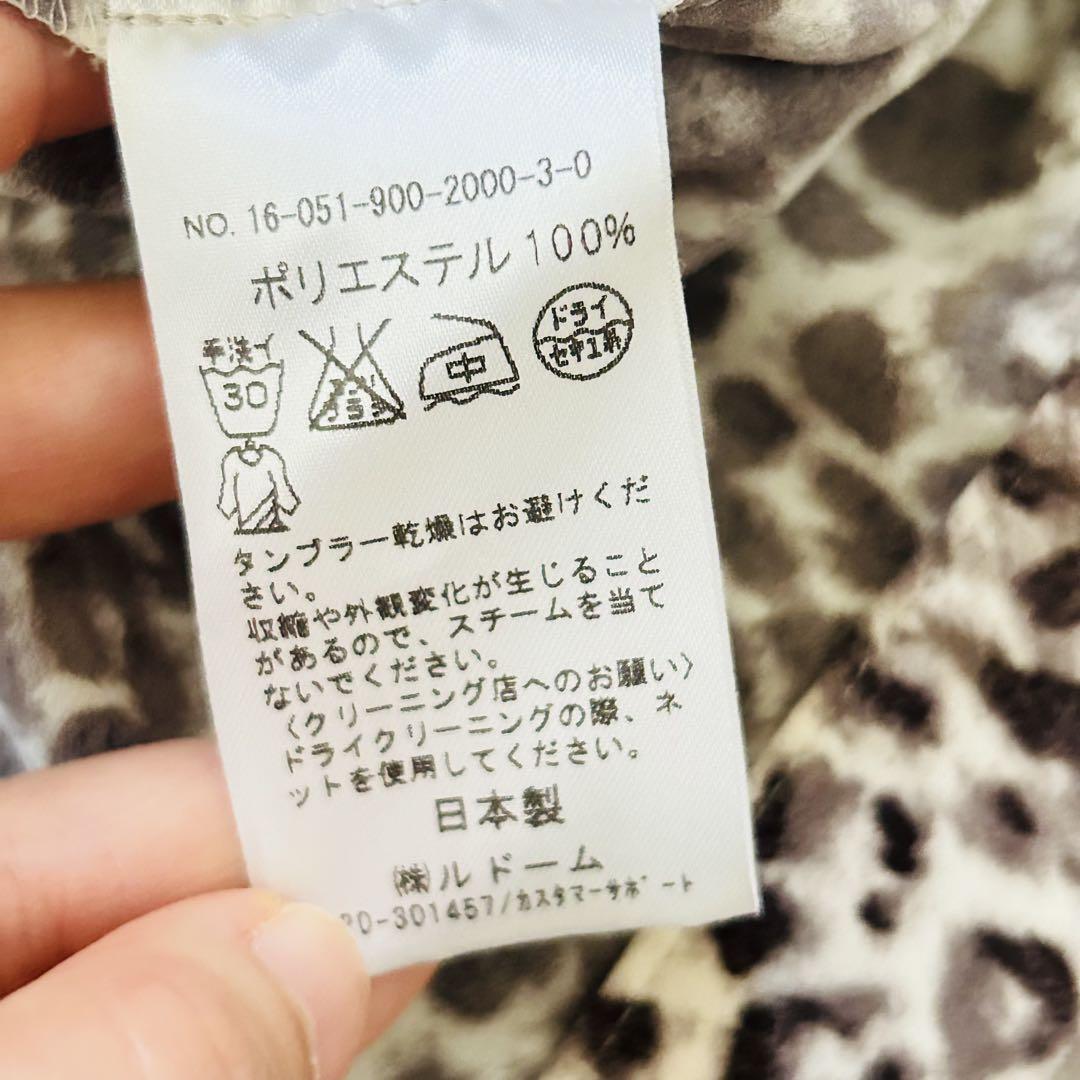 NO. 16-051-900-2000-3-0
ポリエステル 100%
手洗イ 30 中 ドライ セキユ系
タンブラー乾燥はお避けくだ
さい。
収縮や外観変化が生じること
があるので、スチームを当て
ないでください。
〈クリーニング店へのお願い〉
ドライクリーニングの際、ネ
ットを使用してください。
日本製
㈱ルドーム
20-301457/カスタマーサポート